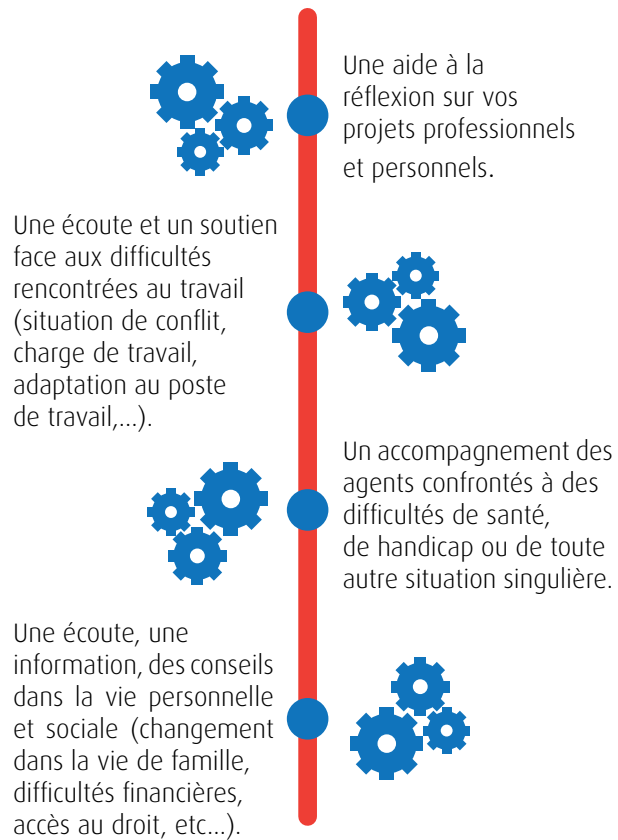 Une aide à la
réflexion sur vos
projets professionnels
et personnels.
Une écoute et un soutien
face aux difficultés
rencontrées au travail
(situation de conflit,
charge de travail,
adaptation au poste
de travail,...).
Un accompagnement des
agents confrontés à des
difficultés de santé,
de handicap ou de toute
autre situation singulière.
Une écoute, une
information, des conseils
dans la vie personnelle
et sociale (changement
dans la vie de famille,
difficultés financières,
accès au droit, etc...).